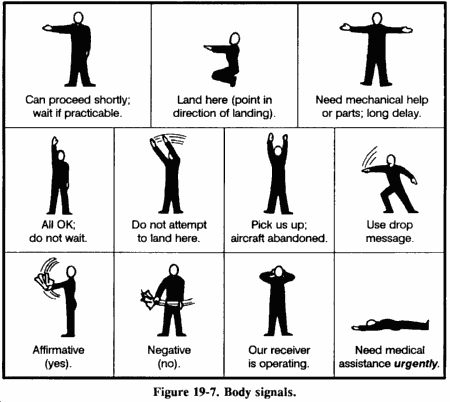 Can proceed shortly;
wait if practicable.
Land here (point in
direction of landing).
Need mechanical help
or parts; long delay.
All OK;
do not wait.
Do not attempt
to land here.
Pick us up;
aircraft abandoned.
Use drop
message.
Affirmative
(yes).
Negative
(no).
Our receiver
is operating.
Need medical
assistance urgently.
Figure 19-7. Body signals.